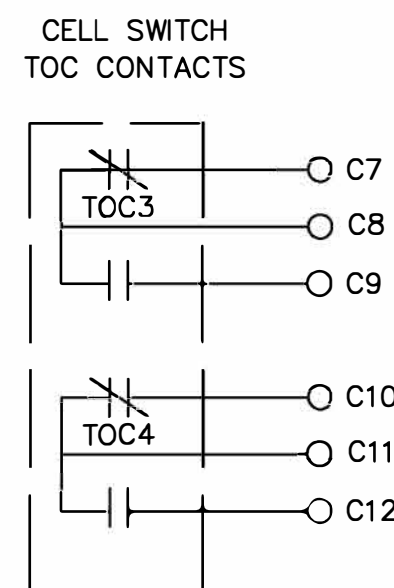 CELL SWITCH
TOC CONTACTS
C7
TOC3
C8
C9
C10
TOC4
C11
C12